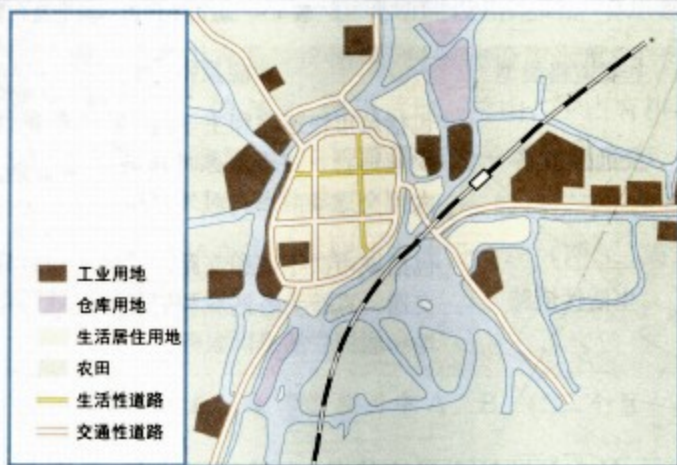 工业用地
仓库用地
生活居住用地
农田
生活性道路
交通性道路